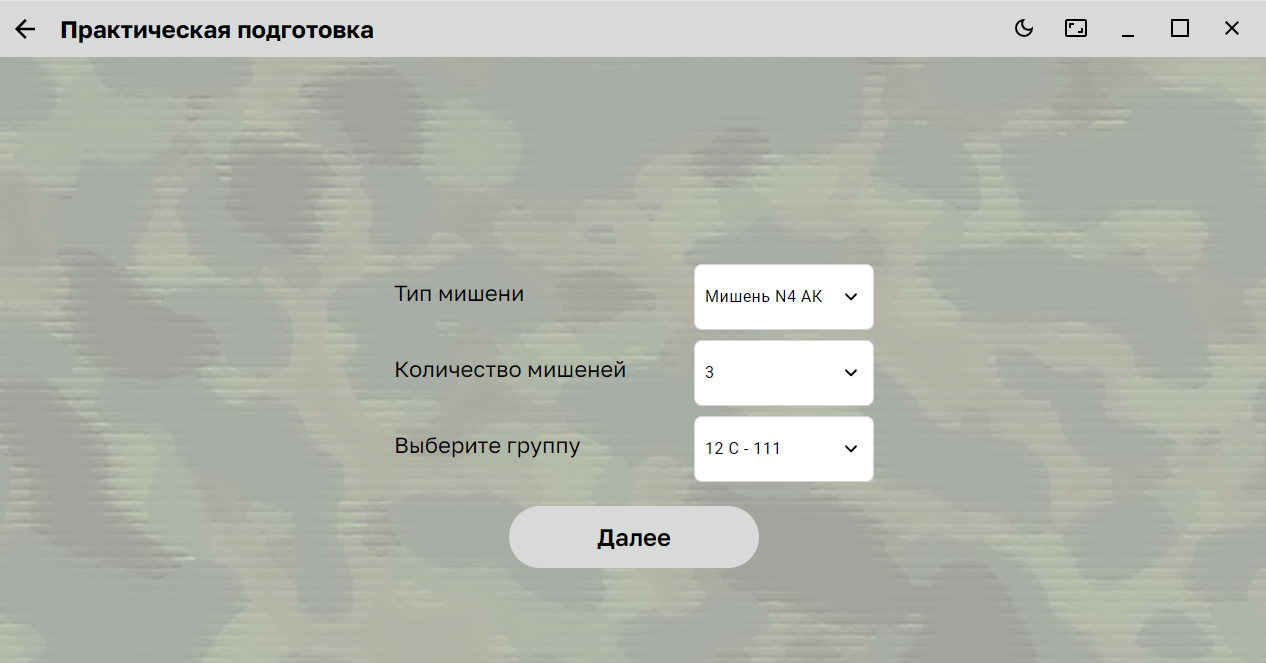 Практическая подготовка
Тип мишени
Мишень N4 АК
Количество мишеней
3
Выберите группу
12 С - 111
Далее